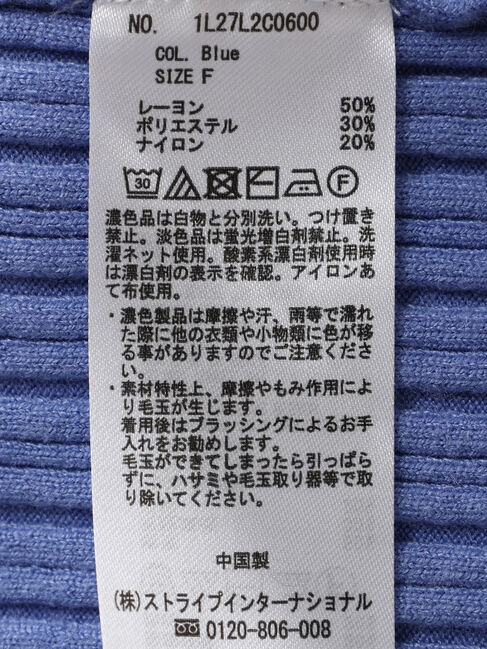 NO. 1L27L2C0600
COL. Blue
SIZE F
レーヨン 50%
ポリエステル 30%
ナイロン 20%
30
F
濃色品は白物と分別洗い。つけ置き
禁止。淡色品は蛍光増白剤禁止。洗
濯ネット使用。酸素系漂白剤使用時
は漂白剤の表示を確認。アイロンあ
て布使用。
・濃色製品は摩擦や汗、雨等で濡れ
た際に他の衣類や小物類に色が移
る事がありますのでご注意くださ
い。
・素材特性上、摩擦やもみ作用によ
り毛玉が生じます。
着用後はブラッシングによるお手
入れをお勧めします。
毛玉ができてしまったら引っぱら
ずに、ハサミや毛玉取り器等で取
り除いてください。
中国製
(株)ストライプインターナショナル
0120-806-008